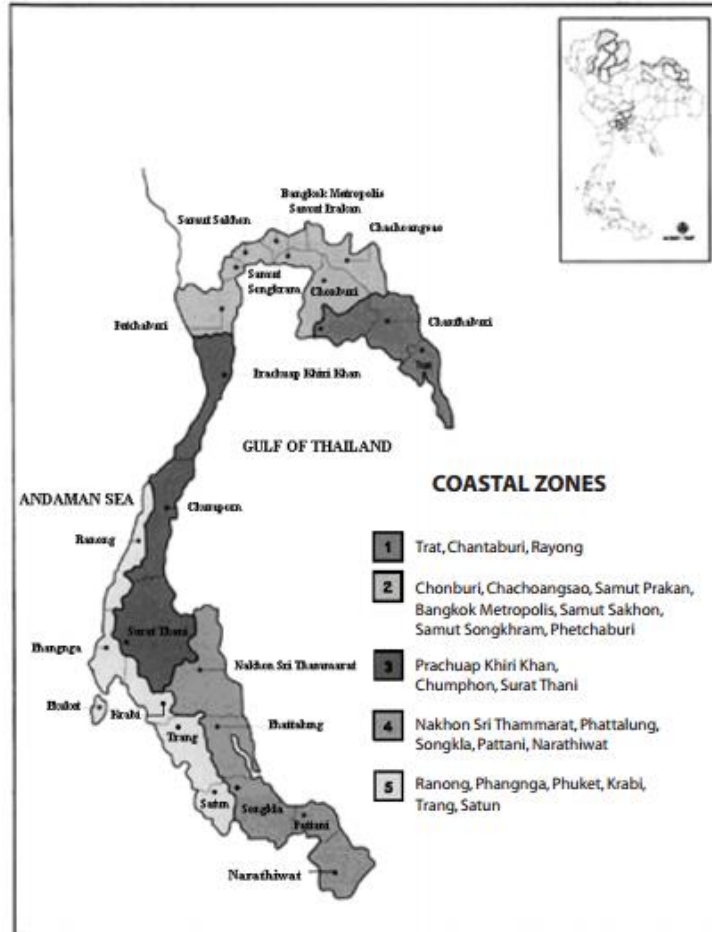 Bangkok Metropolis
Samut Prakan
Samut Sakhon
Chachoangsao
Samut
Songkram
Chonburi
Petchaburi
Chanthaburi
Trat
Prachuap Khiri Khan
GULF OF THAILAND
ANDAMAN SEA
Chumporn
Ranong
Surat Thani
Phangnga
Nakhon Sri Thammarat
Phuket
Krabi
Phattalung
Trang
Satun
Songkla
Pattani
Narathiwat
COASTAL ZONES
1 Trat, Chantaburi, Rayong
2 Chonburi, Chachoangsao, Samut Prakan,
Bangkok Metropolis, Samut Sakhon,
Samut Songkhram, Phetchaburi
3 Prachuap Khiri Khan,
Chumphon, Surat Thani
4 Nakhon Sri Thammarat, Phattalung,
Songkla, Pattani, Narathiwat
5 Ranong, Phangnga, Phuket, Krabi,
Trang, Satun